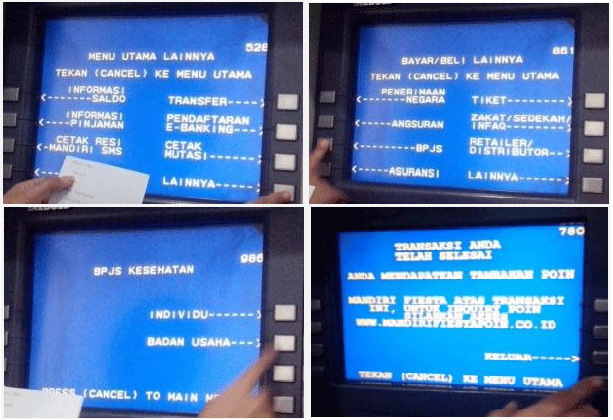 528
MENU UTAMA LAINNYA
TEKAN (CANCEL) KE MENU UTAMA
INFORMASI
<------SALDO
TRANSFER----->
INFORMASI
<----PINJAMAN
PENDAFTARAN
E-BANKING--->
CETAK RESI
<-MANDIRI SMS
CETAK
MUTASI------>
LAINNYA----->
851
BAYAR/BELI LAINNYA
TEKAN (CANCEL) KE MENU UTAMA
PENERIMAAN
<------NEGARA
TIKET------->
<----ANGSURAN
ZAKAT/SEDEKAH/
INFAQ------->
<--------BPJS
RETAILER/
DISTRIBUTOR-->
<----ASURANSI
LAINNYA----->
986
BPJS KESEHATAN
INDIVIDU------>
BADAN USAHA--->
PRESS (CANCEL) TO MAIN
780
TRANSAKSI ANDA
TELAH SELESAI
ANDA MENDAPATKAN TAMBAHAN POIN
MANDIRI FIESTA ATAS TRANSAKSI
INI, UNTUK INQUIRY POIN
SILAKAN AKSES
WWW.MANDIRIFIESTAPOIN.CO.ID
KELUAR------>
TEKAN (CANCEL) KE MENU UTAMA